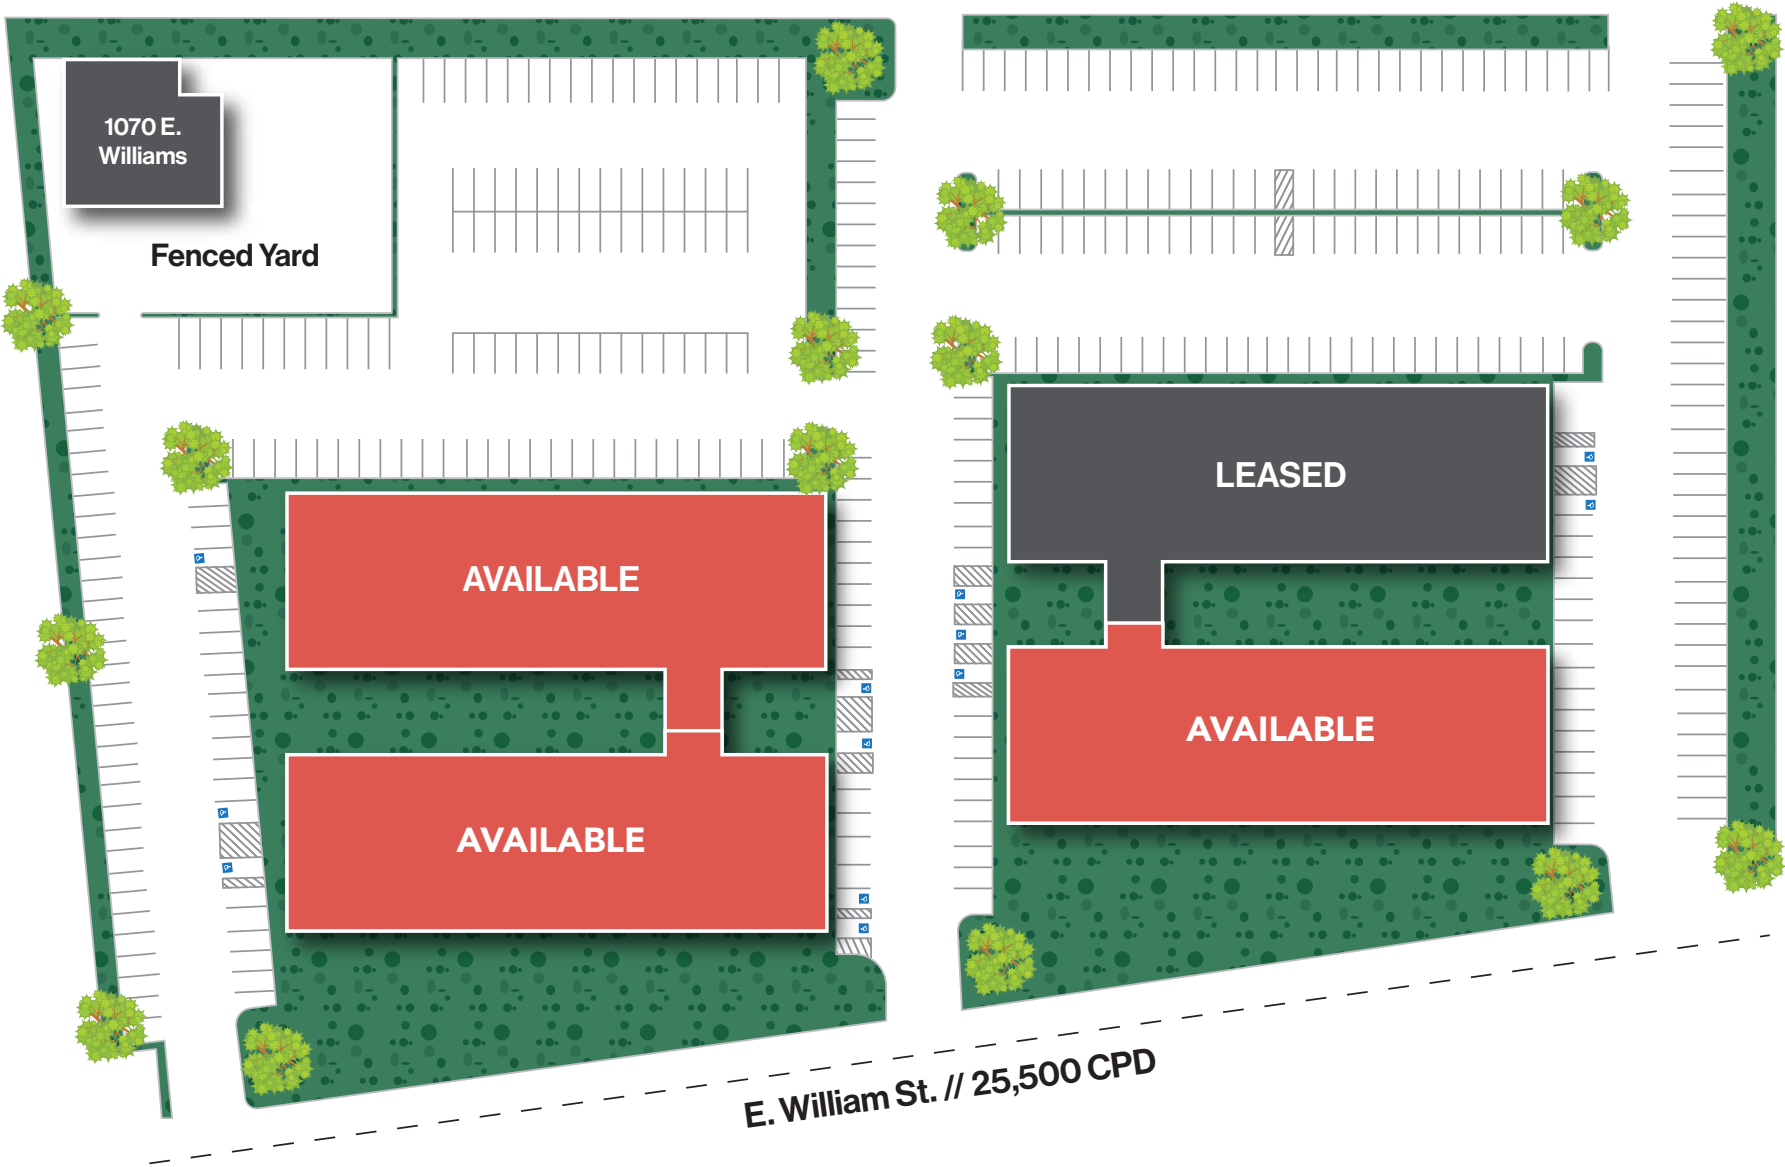 1070 E.
Williams
Fenced Yard
LEASED
AVAILABLE
AVAILABLE
AVAILABLE
E. William St. // 25,500 CPD